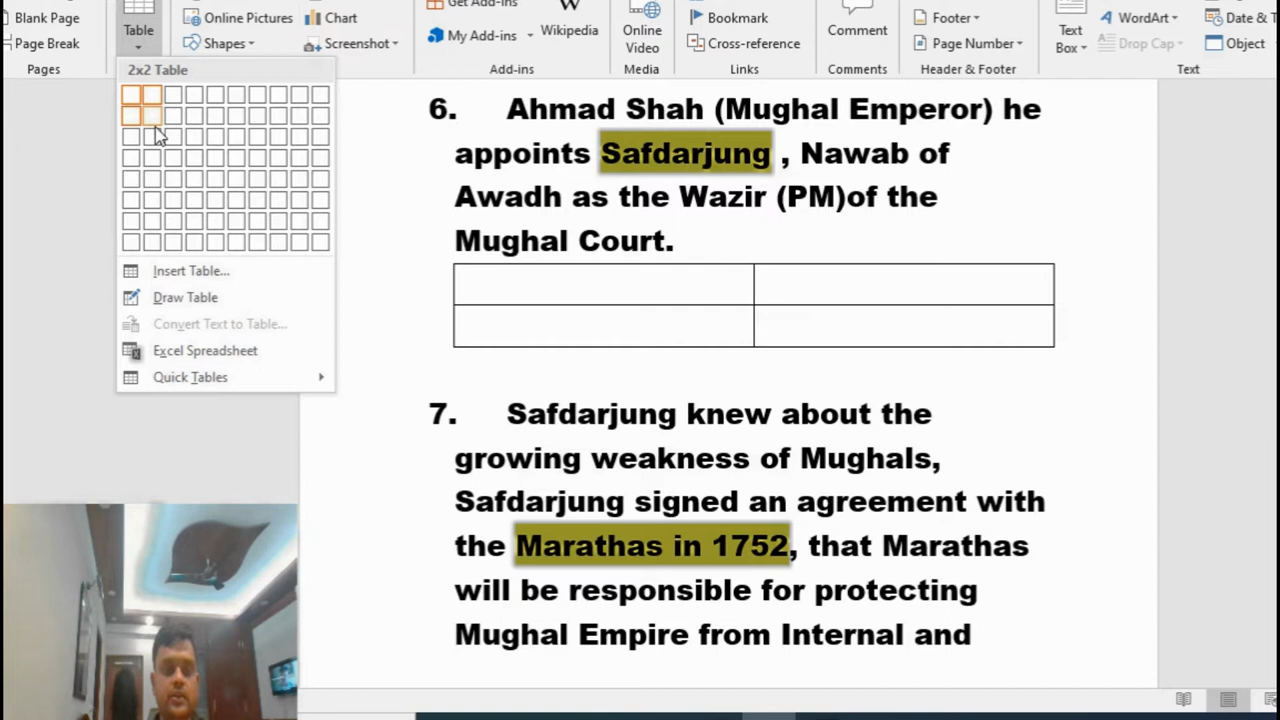 Blank Page
Page Break
Pages
Table
Online Pictures
Shapes
Chart
Screenshot
Get Add-ins
My Add-ins
Wikipedia
Add-ins
Online
Video
Media
Bookmark
Cross-reference
Links
Comment
Comments
Footer
Page Number
Header & Footer
Text
Box
WordArt
Drop Cap
Date & T
Object
Text
2x2 Table
Insert Table...
Draw Table
Convert Text to Table...
Excel Spreadsheet
Quick Tables
6. Ahmad Shah (Mughal Emperor) he
appoints Safdarjung , Nawab of
Awadh as the Wazir (PM)of the
Mughal Court.
7. Safdarjung knew about the
growing weakness of Mughals,
Safdarjung signed an agreement with
the Marathas in 1752, that Marathas
will be responsible for protecting
Mughal Empire from Internal and